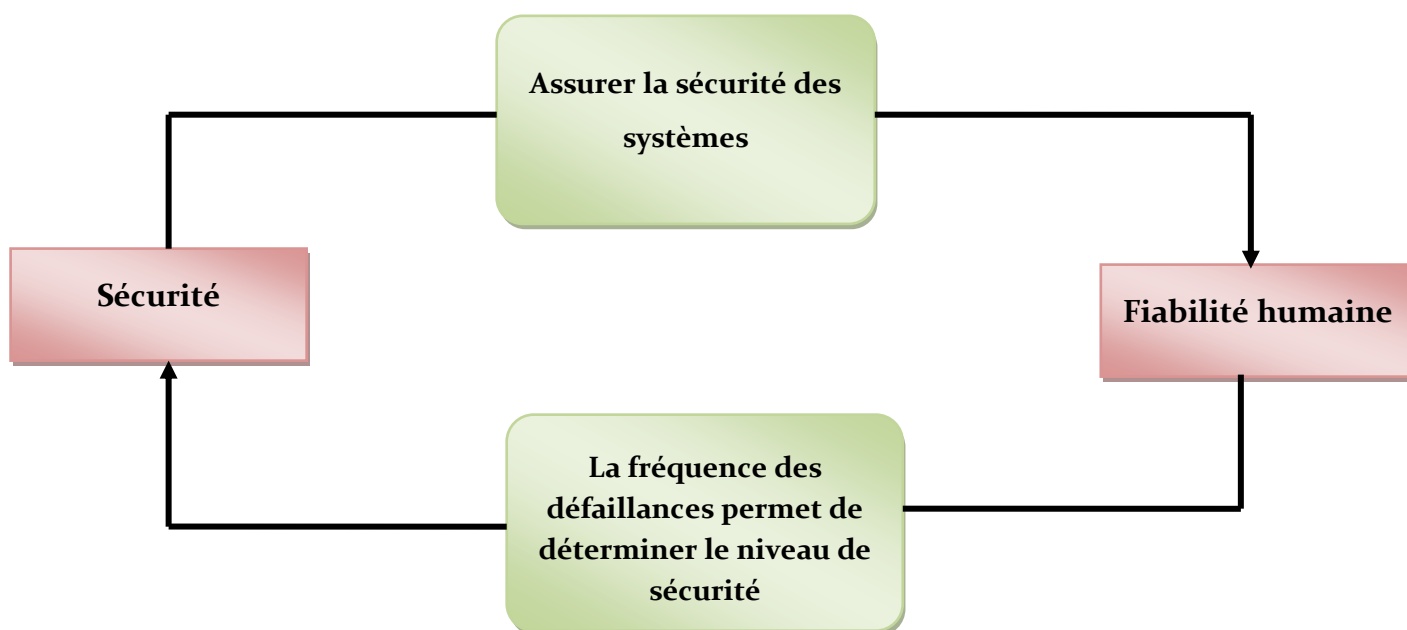 Assurer la sécurité des
systèmes
Sécurité
Fiabilité humaine
La fréquence des
défaillances permet de
déterminer le niveau de
sécurité